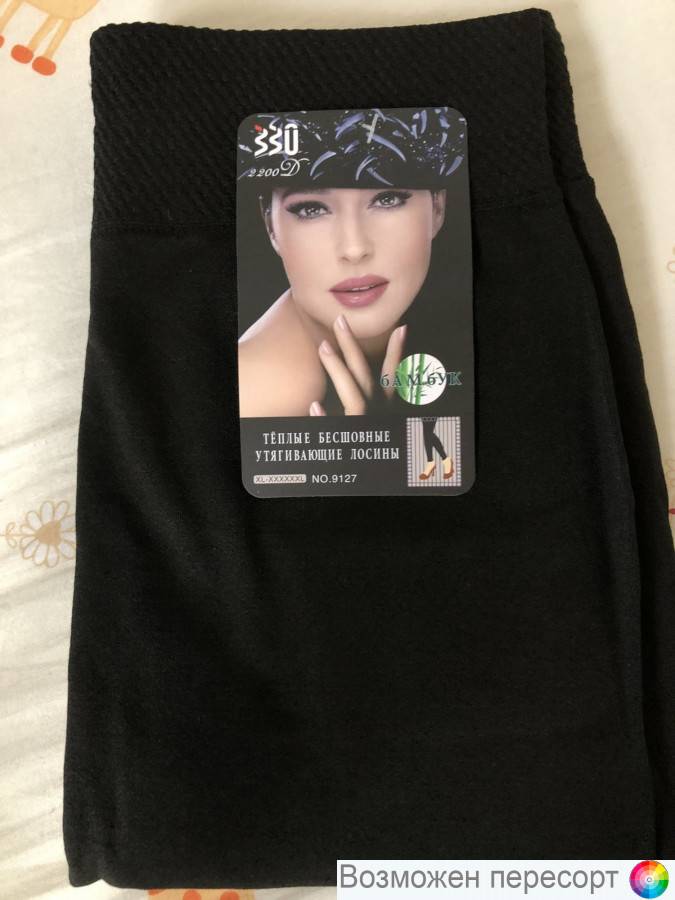 330
2200D
бАМбУК
ТЁПЛЫЕ БЕСШОВНЫЕ
УТЯГИВАЮЩИЕ ЛОСИНЫ
XL-XXXXXXL NO.9127
Возможен пересорт